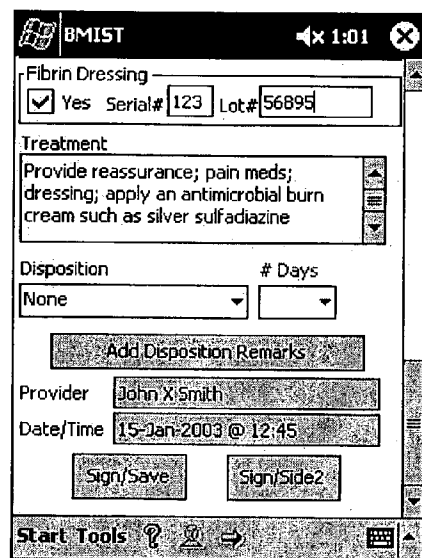 BMIST 1:01
Fibrin Dressing
Yes Serial# 123 Lot# 56895
Treatment
Provide reassurance; pain meds;
dressing; apply an antimicrobial burn
cream such as silver sulfadiazine
Disposition # Days
None
Add Disposition Remarks
Provider John X Smith
Date/Time 15-Jan-2003 @ 12:45
Sign/Save Sign/Side2
Start Tools ?